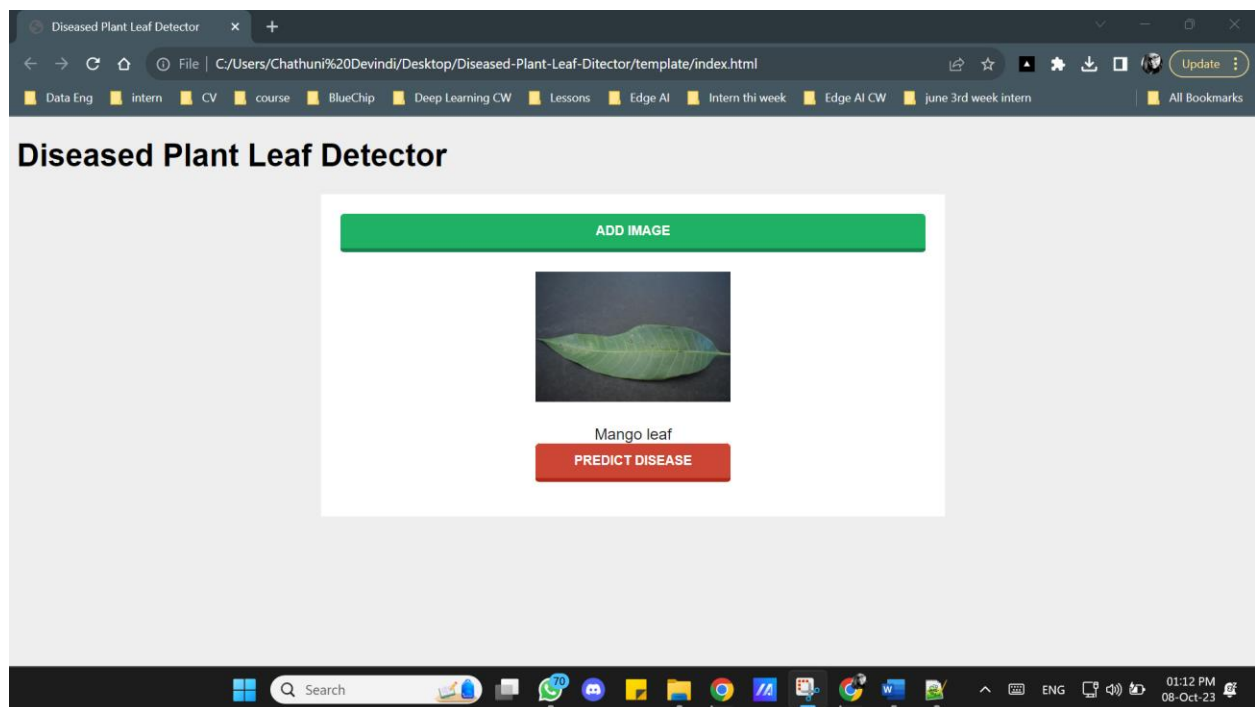 Diseased Plant Leaf Detector
File | C:/Users/Chathuni%20Devindi/Desktop/Diseased-Plant-Leaf-Ditector/template/index.html
Update
Data Eng intern CV course BlueChip Deep Learning CW Lessons Edge AI Intern thi week Edge AI CW june 3rd week intern All Bookmarks
Diseased Plant Leaf Detector
ADD IMAGE
Mango leaf
PREDICT DISEASE
Search 70 ENG 01:12 PM
08-Oct-23